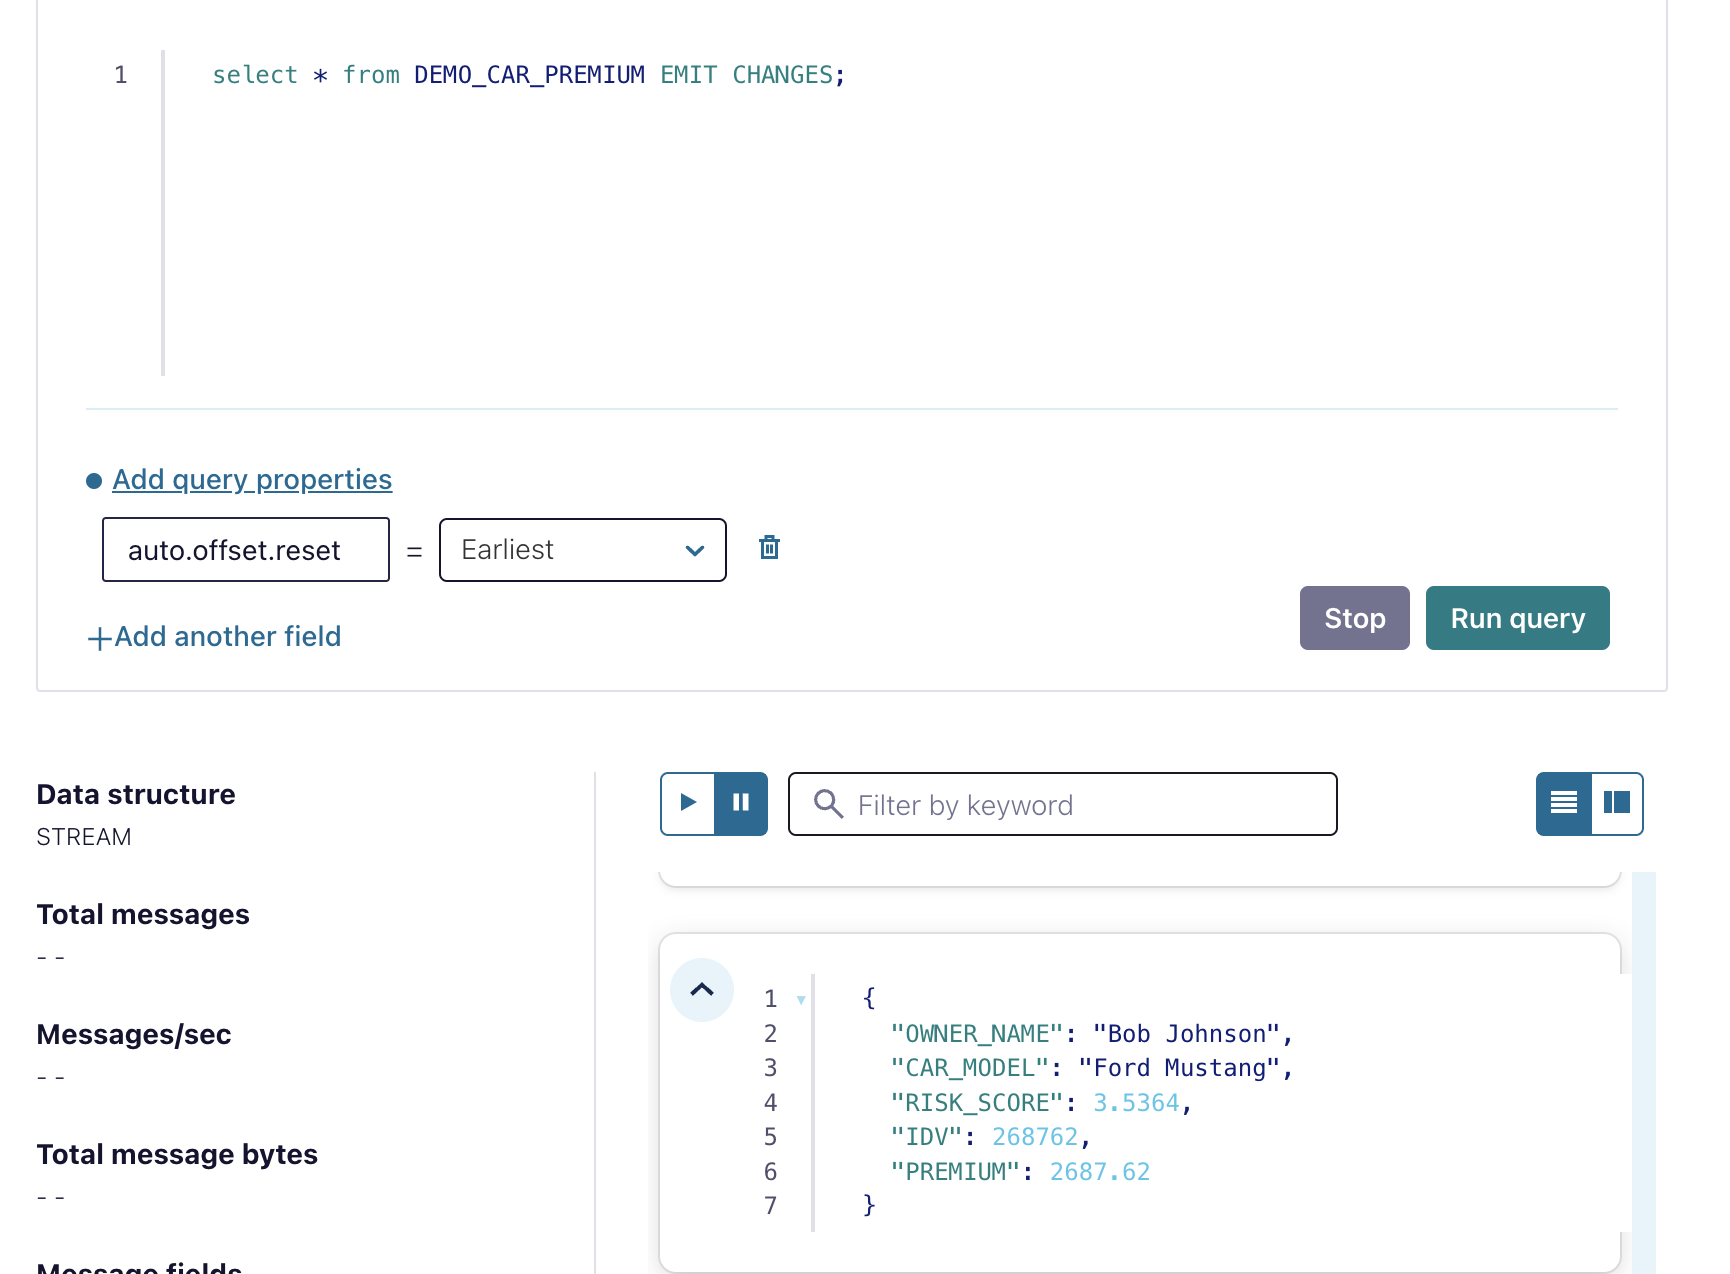 1 select * from DEMO_CAR_PREMIUM EMIT CHANGES;
Add query properties
auto.offset.reset = Earliest
+Add another field
Stop Run query
Data structure
STREAM
Total messages
--
Messages/sec
--
Total message bytes
--
Message fields
Filter by keyword
1 {
2 "OWNER_NAME": "Bob Johnson",
3 "CAR_MODEL": "Ford Mustang",
4 "RISK_SCORE": 3.5364,
5 "IDV": 268762,
6 "PREMIUM": 2687.62
7 }